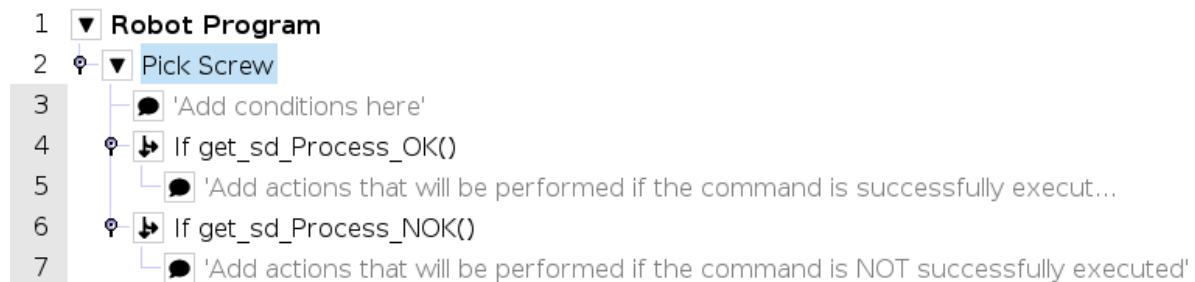 1 Robot Program
2 Pick Screw
3 'Add conditions here'
4 If get_sd_Process_OK()
5 'Add actions that will be performed if the command is successfully execut...
6 If get_sd_Process_NOK()
7 'Add actions that will be performed if the command is NOT successfully executed'